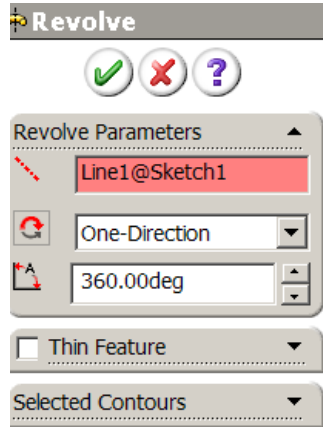 Revolve
?
Revolve Parameters
Line1@Sketch1
One-Direction
A
360.00deg
Thin Feature
Selected Contours